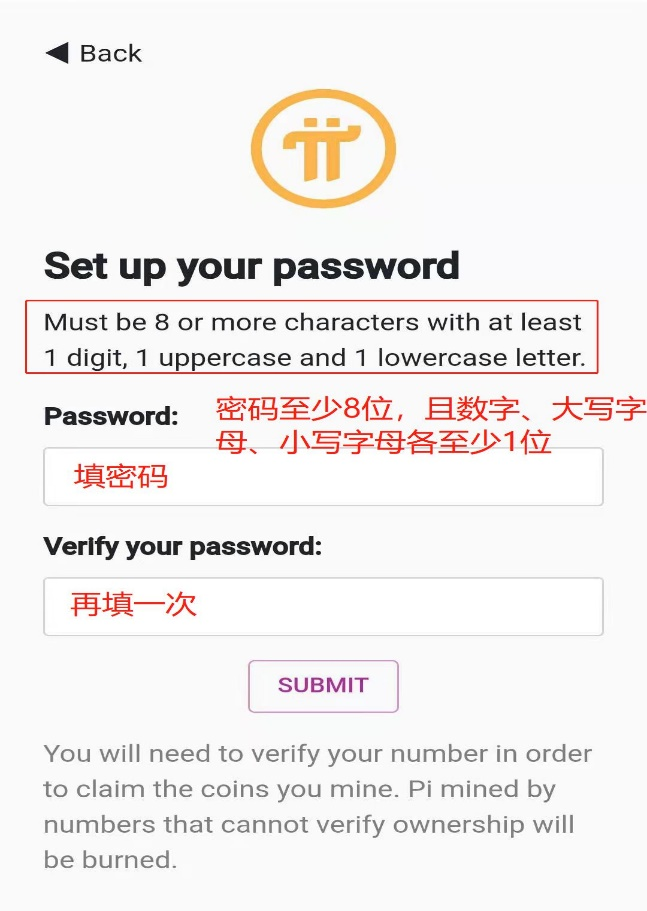 ◀ Back
Set up your password
Must be 8 or more characters with at least
1 digit, 1 uppercase and 1 lowercase letter.
Password:
密码至少8位，且数字、大写字
母、小写字母各至少1位
填密码
Verify your password:
再填一次
SUBMIT
You will need to verify your number in order
to claim the coins you mine. Pi mined by
numbers that cannot verify ownership will
be burned.